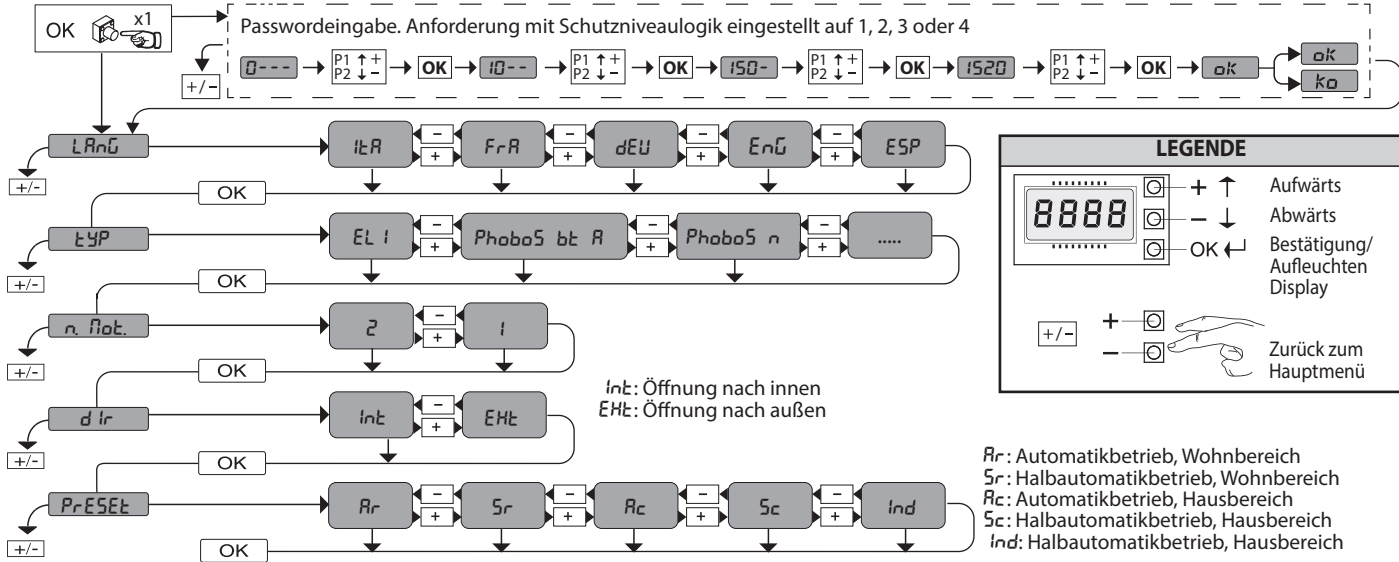 OK x1
Passwordeingabe. Anforderung mit Schutzniveaulogik eingestellt auf 1, 2, 3 oder 4
0--- P1 ↑ + P2 ↓ − OK 10-- P1 ↑ + P2 ↓ − OK 150- P1 ↑ + P2 ↓ − OK 1520 P1 ↑ + P2 ↓ − OK ok ok
ko
+/-
LAnG ItA − + FrA − + dEU − + EnG − + ESP
+/-
OK
tYP ELI − + PhoboS bt A − + PhoboS n − + .....
+/-
OK
n. Mot. 2 − + 1
+/-
OK
dIr Int − + EHt
+/-
OK
PrESEt Ar − + Sr − + Ac − + Sc − + Ind
+/-
OK
Int: Öffnung nach innen
EHt: Öffnung nach außen
LEGENDE
8888
+ ↑ Aufwärts
− ↓ Abwärts
OK Bestätigung/
Aufleuchten
Display
+/- + −
Zurück zum
Hauptmenü
Ar: Automatikbetrieb, Wohnbereich
Sr: Halbautomatikbetrieb, Wohnbereich
Ac: Automatikbetrieb, Hausbereich
Sc: Halbautomatikbetrieb, Hausbereich
Ind: Halbautomatikbetrieb, Hausbereich